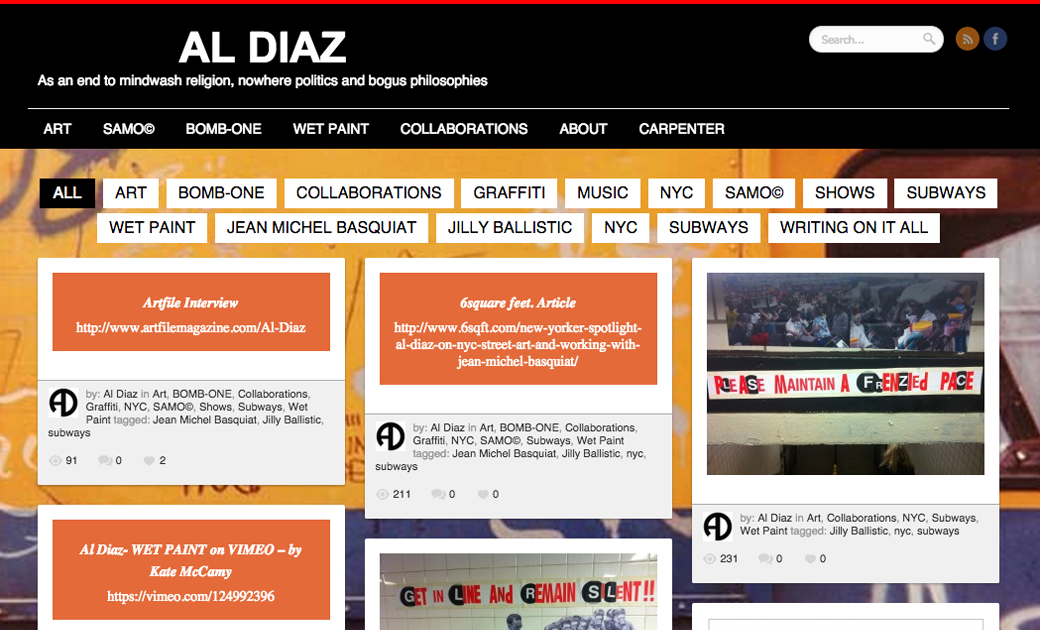 AL DIAZ
As an end to mindwash religion, nowhere politics and bogus philosophies
Search...
ART SAMO© BOMB-ONE WET PAINT COLLABORATIONS ABOUT CARPENTER
ALL ART BOMB-ONE COLLABORATIONS GRAFFITI MUSIC NYC SAMO© SHOWS SUBWAYS
WET PAINT JEAN MICHEL BASQUIAT JILLY BALLISTIC NYC SUBWAYS WRITING ON IT ALL
Artfile Interview
http://www.artfilemagazine.com/Al-Diaz
by: Al Diaz in Art, BOMB-ONE, Collaborations,
Graffiti, NYC, SAMO©, Shows, Subways, Wet
Paint tagged: Jean Michel Basquiat, Jilly Ballistic,
subways
91 0 2
Al Diaz- WET PAINT on VIMEO – by
Kate McCamy
https://vimeo.com/124992396
6square feet. Article
http://www.6sqft.com/new-yorker-spotlight-
al-diaz-on-nyc-street-art-and-working-with-
jean-michel-basquiat/
by: Al Diaz in Art, BOMB-ONE, Collaborations,
Graffiti, NYC, SAMO©, Subways, Wet Paint
tagged: Jean Michel Basquiat, Jilly Ballistic, nyc,
subways
211 0 0
GET IN LINE AND REMAIN SILENT!!
PLEASE MAINTAIN A FRENZIED PACE
by: Al Diaz in Art, Collaborations, NYC, Subways,
Wet Paint tagged: Jilly Ballistic, nyc, subways
231 0 0